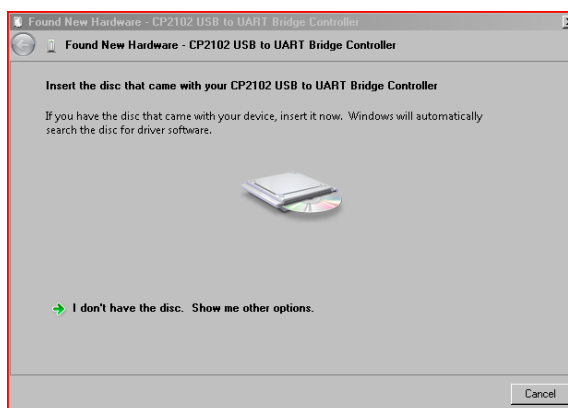 Found New Hardware - CP2102 USB to UART Bridge Controller
Found New Hardware - CP2102 USB to UART Bridge Controller
Insert the disc that came with your CP2102 USB to UART Bridge Controller
If you have the disc that came with your device, insert it now. Windows will automatically
search the disc for driver software.
I don't have the disc. Show me other options.
Cancel